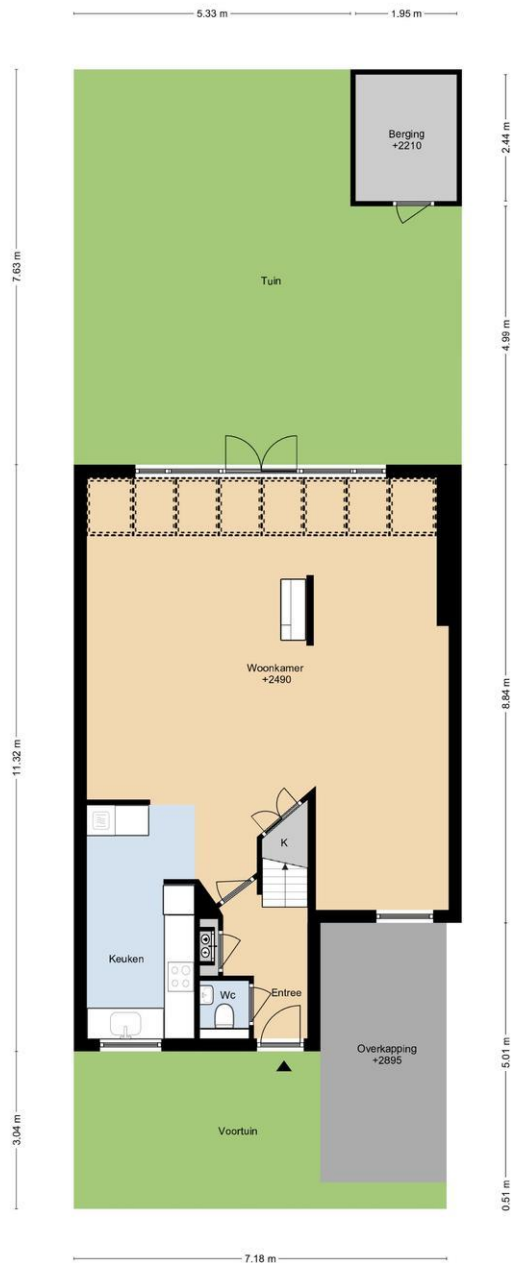 5.33 m
1.95 m
Berging
+2210
2.44 m
7.63 m
Tuin
4.99 m
Woonkamer
+2490
8.84 m
11.32 m
K
Keuken
Wc
Entree
Overkapping
+2895
5.01 m
Voortuin
3.04 m
0.51 m
7.18 m